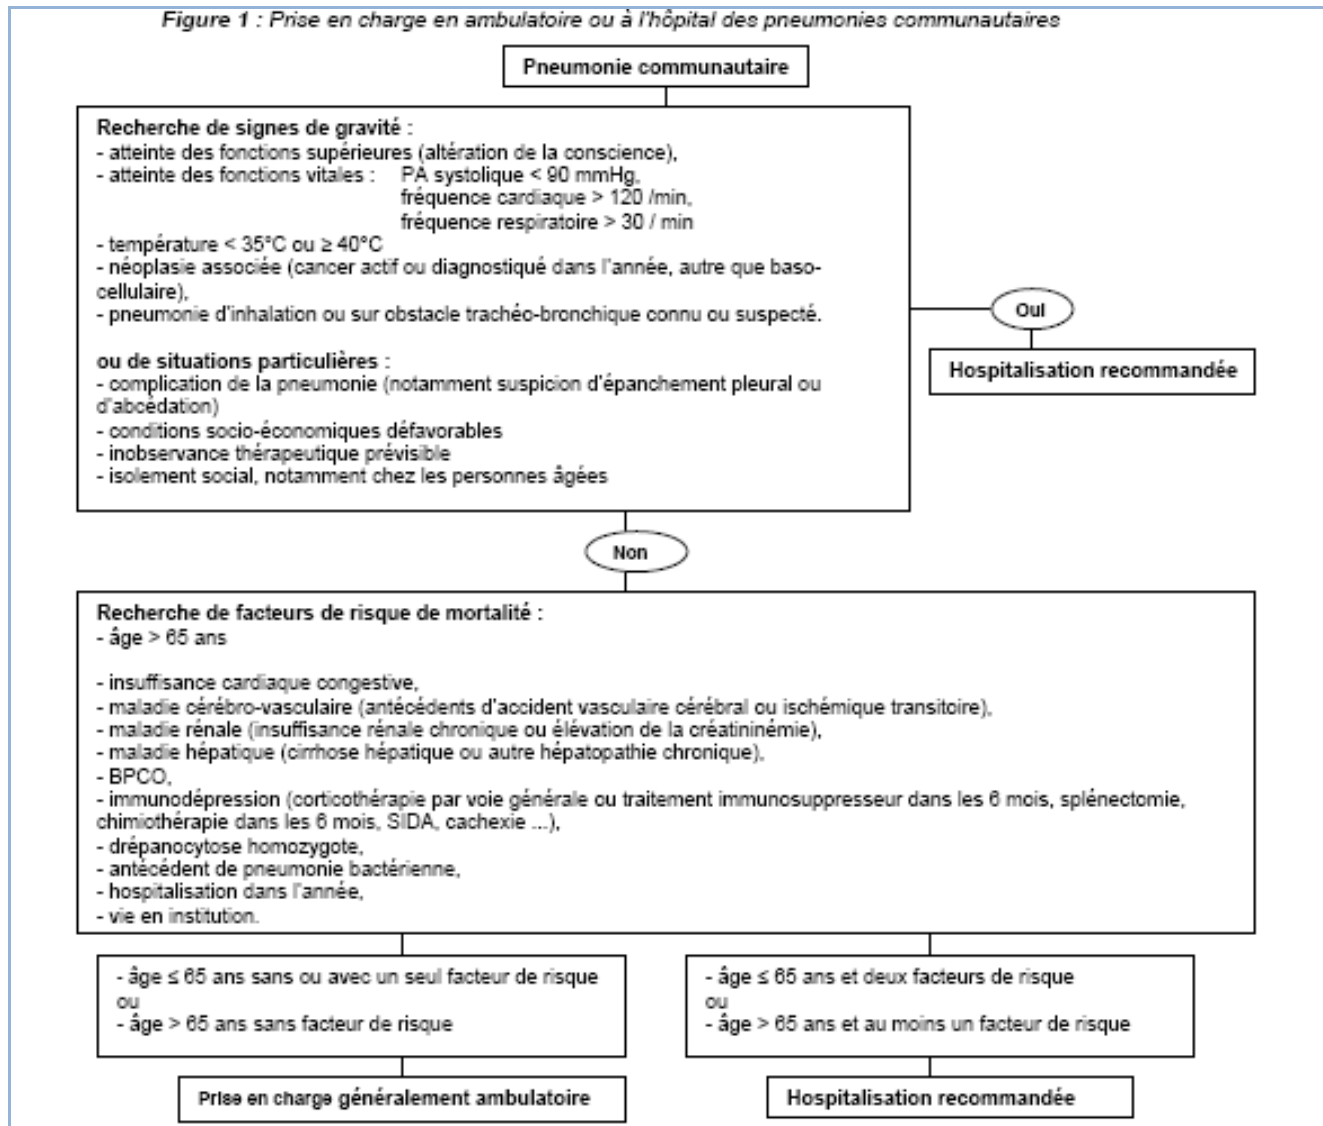 Figure 1 : Prise en charge en ambulatoire ou à l'hôpital des pneumonies communautaires
Pneumonie communautaire
Recherche de signes de gravité :
- atteinte des fonctions supérieures (altération de la conscience),
- atteinte des fonctions vitales : PA systolique < 90 mmHg,
fréquence cardiaque > 120 /min,
fréquence respiratoire > 30 / min
- température < 35°C ou ≥ 40°C
- néoplasie associée (cancer actif ou diagnostiqué dans l'année, autre que baso-
cellulaire),
- pneumonie d'inhalation ou sur obstacle trachéo-bronchique connu ou suspecté.
ou de situations particulières :
- complication de la pneumonie (notamment suspicion d'épanchement pleural ou
d'abcédation)
- conditions socio-économiques défavorables
- inobservance thérapeutique prévisible
- isolement social, notamment chez les personnes âgées
Oui
Hospitalisation recommandée
Non
Recherche de facteurs de risque de mortalité :
- âge > 65 ans
- insuffisance cardiaque congestive,
- maladie cérébro-vasculaire (antécédents d'accident vasculaire cérébral ou ischémique transitoire),
- maladie rénale (insuffisance rénale chronique ou élévation de la créatininémie),
- maladie hépatique (cirrhose hépatique ou autre hépatopathie chronique),
- BPCO,
- immunodépression (corticothérapie par voie générale ou traitement immunosuppresseur dans les 6 mois, splénectomie,
chimiothérapie dans les 6 mois, SIDA, cachexie ...),
- drépanocytose homozygote,
- antécédent de pneumonie bactérienne,
- hospitalisation dans l'année,
- vie en institution.
- âge ≤ 65 ans sans ou avec un seul facteur de risque
ou
- âge > 65 ans sans facteur de risque
Prise en charge généralement ambulatoire
- âge ≤ 65 ans et deux facteurs de risque
ou
- âge > 65 ans et au moins un facteur de risque
Hospitalisation recommandée